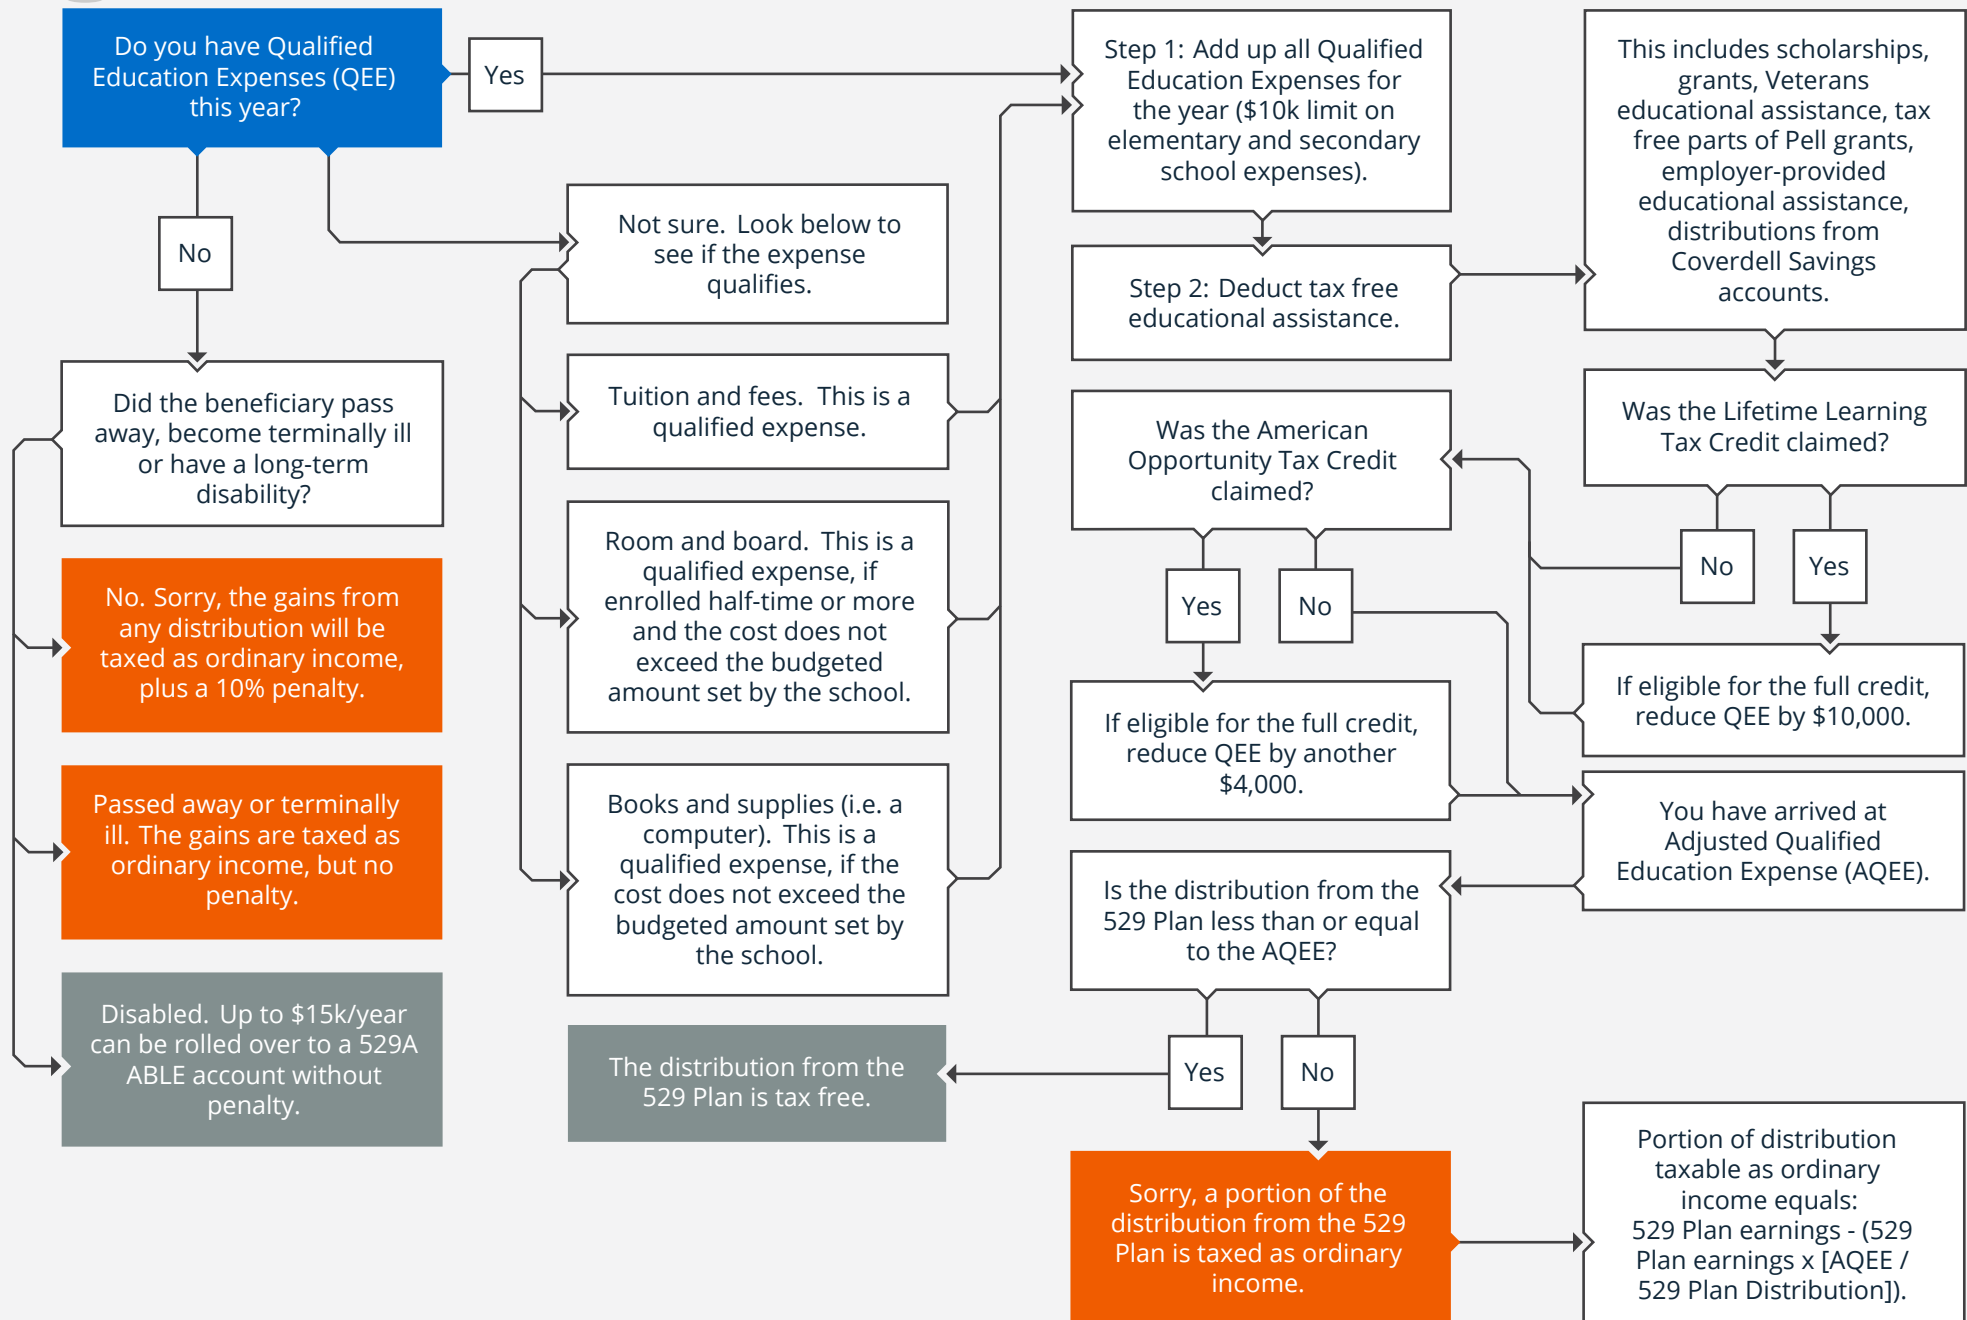 Do you have Qualified
Education Expenses (QEE)
this year?
Yes
No
Did the beneficiary pass
away, become terminally ill
or have a long-term
disability?
No. Sorry, the gains from
any distribution will be
taxed as ordinary income,
plus a 10% penalty.
Passed away or terminally
ill. The gains are taxed as
ordinary income, but no
penalty.
Disabled. Up to $15k/year
can be rolled over to a 529A
ABLE account without
penalty.
Not sure. Look below to
see if the expense
qualifies.
Tuition and fees. This is a
qualified expense.
Room and board. This is a
qualified expense, if
enrolled half-time or more
and the cost does not
exceed the budgeted
amount set by the school.
Books and supplies (i.e. a
computer). This is a
qualified expense, if the
cost does not exceed the
budgeted amount set by
the school.
Step 1: Add up all Qualified
Education Expenses for
the year ($10k limit on
elementary and secondary
school expenses).
Step 2: Deduct tax free
educational assistance.
This includes scholarships,
grants, Veterans
educational assistance, tax
free parts of Pell grants,
employer-provided
educational assistance,
distributions from
Coverdell Savings
accounts.
Was the Lifetime Learning
Tax Credit claimed?
No
Yes
If eligible for the full credit,
reduce QEE by $10,000.
Was the American
Opportunity Tax Credit
claimed?
Yes
No
If eligible for the full credit,
reduce QEE by another
$4,000.
You have arrived at
Adjusted Qualified
Education Expense (AQEE).
Is the distribution from the
529 Plan less than or equal
to the AQEE?
Yes
No
The distribution from the
529 Plan is tax free.
Sorry, a portion of the
distribution from the 529
Plan is taxed as ordinary
income.
Portion of distribution
taxable as ordinary
income equals:
529 Plan earnings - (529
Plan earnings x [AQEE /
529 Plan Distribution]).